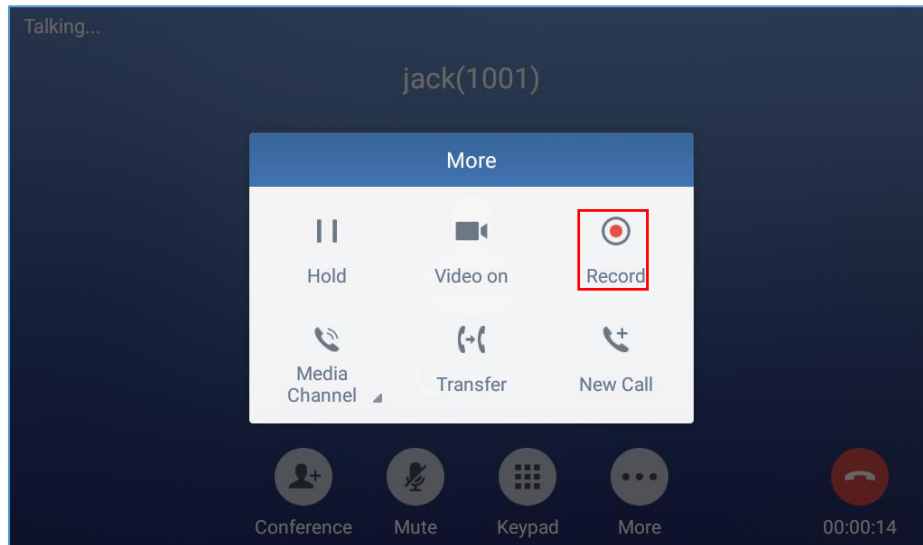 Talking...
jack(1001)
More
Hold
Video on
Record
Media
Channel
Transfer
New Call
Conference
Mute
Keypad
More
00:00:14